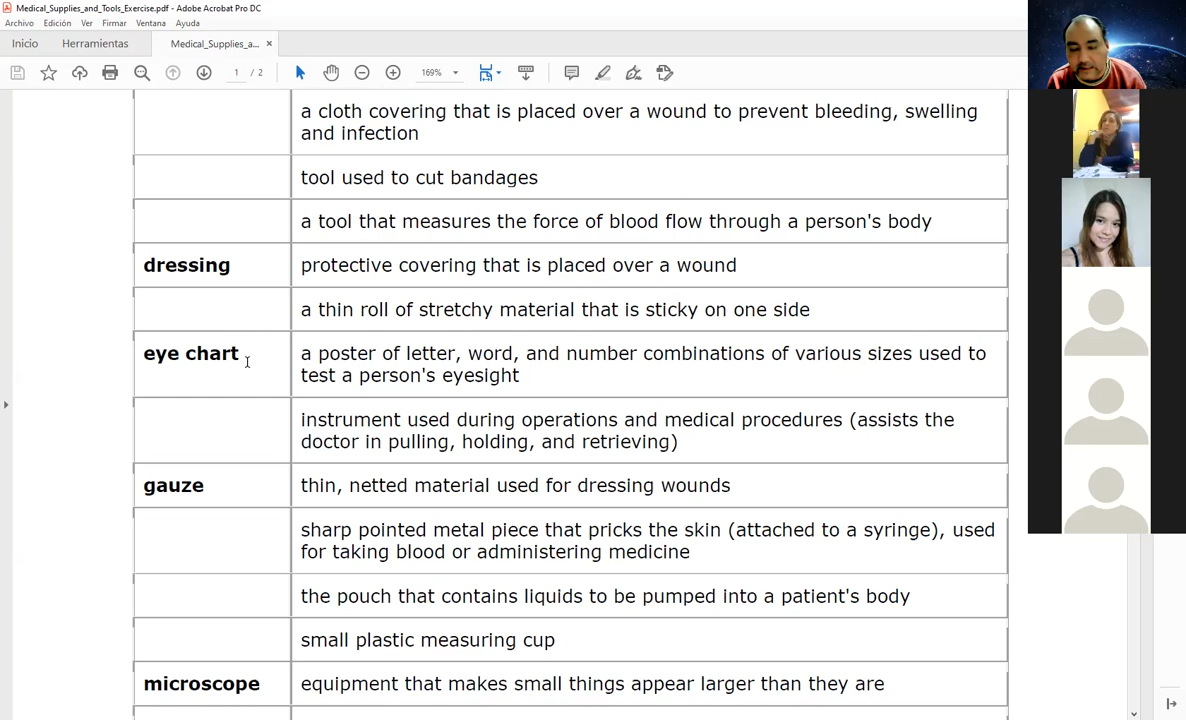 Medical_Supplies_and_Tools_Exercise.pdf - Adobe Acrobat Pro DC
Archivo Edición Ver Firmar Ventana Ayuda
Inicio Herramientas Medical_Supplies_a... ×
1 / 2 169%
a cloth covering that is placed over a wound to prevent bleeding, swelling
and infection
tool used to cut bandages
a tool that measures the force of blood flow through a person's body
dressing protective covering that is placed over a wound
a thin roll of stretchy material that is sticky on one side
eye chart a poster of letter, word, and number combinations of various sizes used to
test a person's eyesight
instrument used during operations and medical procedures (assists the
doctor in pulling, holding, and retrieving)
gauze thin, netted material used for dressing wounds
sharp pointed metal piece that pricks the skin (attached to a syringe), used
for taking blood or administering medicine
the pouch that contains liquids to be pumped into a patient's body
small plastic measuring cup
microscope equipment that makes small things appear larger than they are